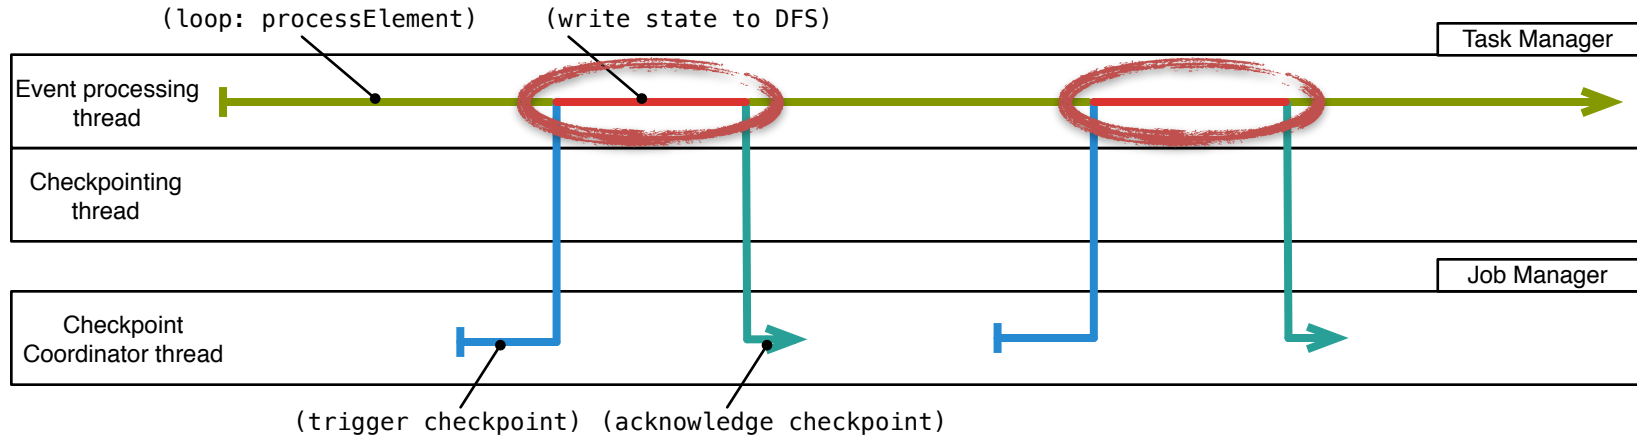 (loop: processElement)
(write state to DFS)
Task Manager
Event processing
thread
Checkpointing
thread
Job Manager
Checkpoint
Coordinator thread
(trigger checkpoint)
(acknowledge checkpoint)